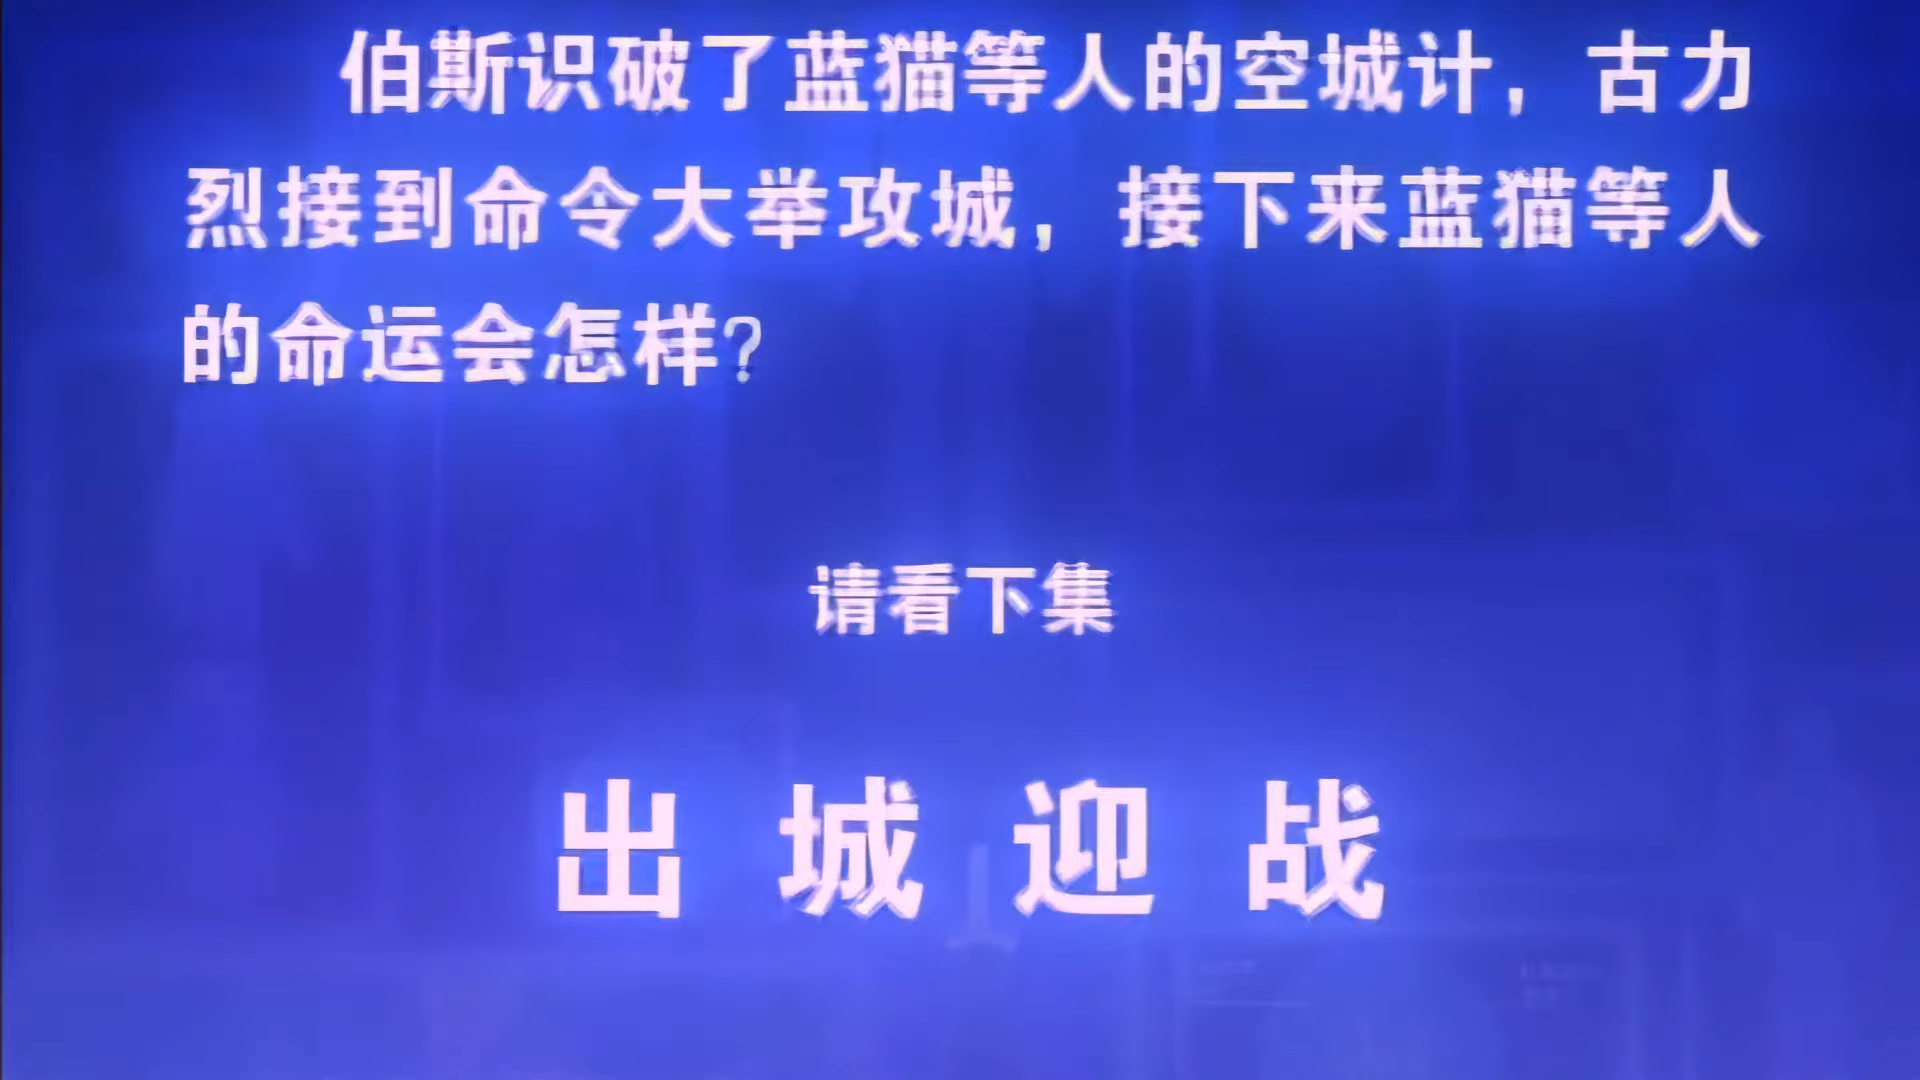 伯斯识破了蓝猫等人的空城计，古力
烈接到命令大举攻城，接下来蓝猫等人
的命运会怎样?
请看下集
出城迎战